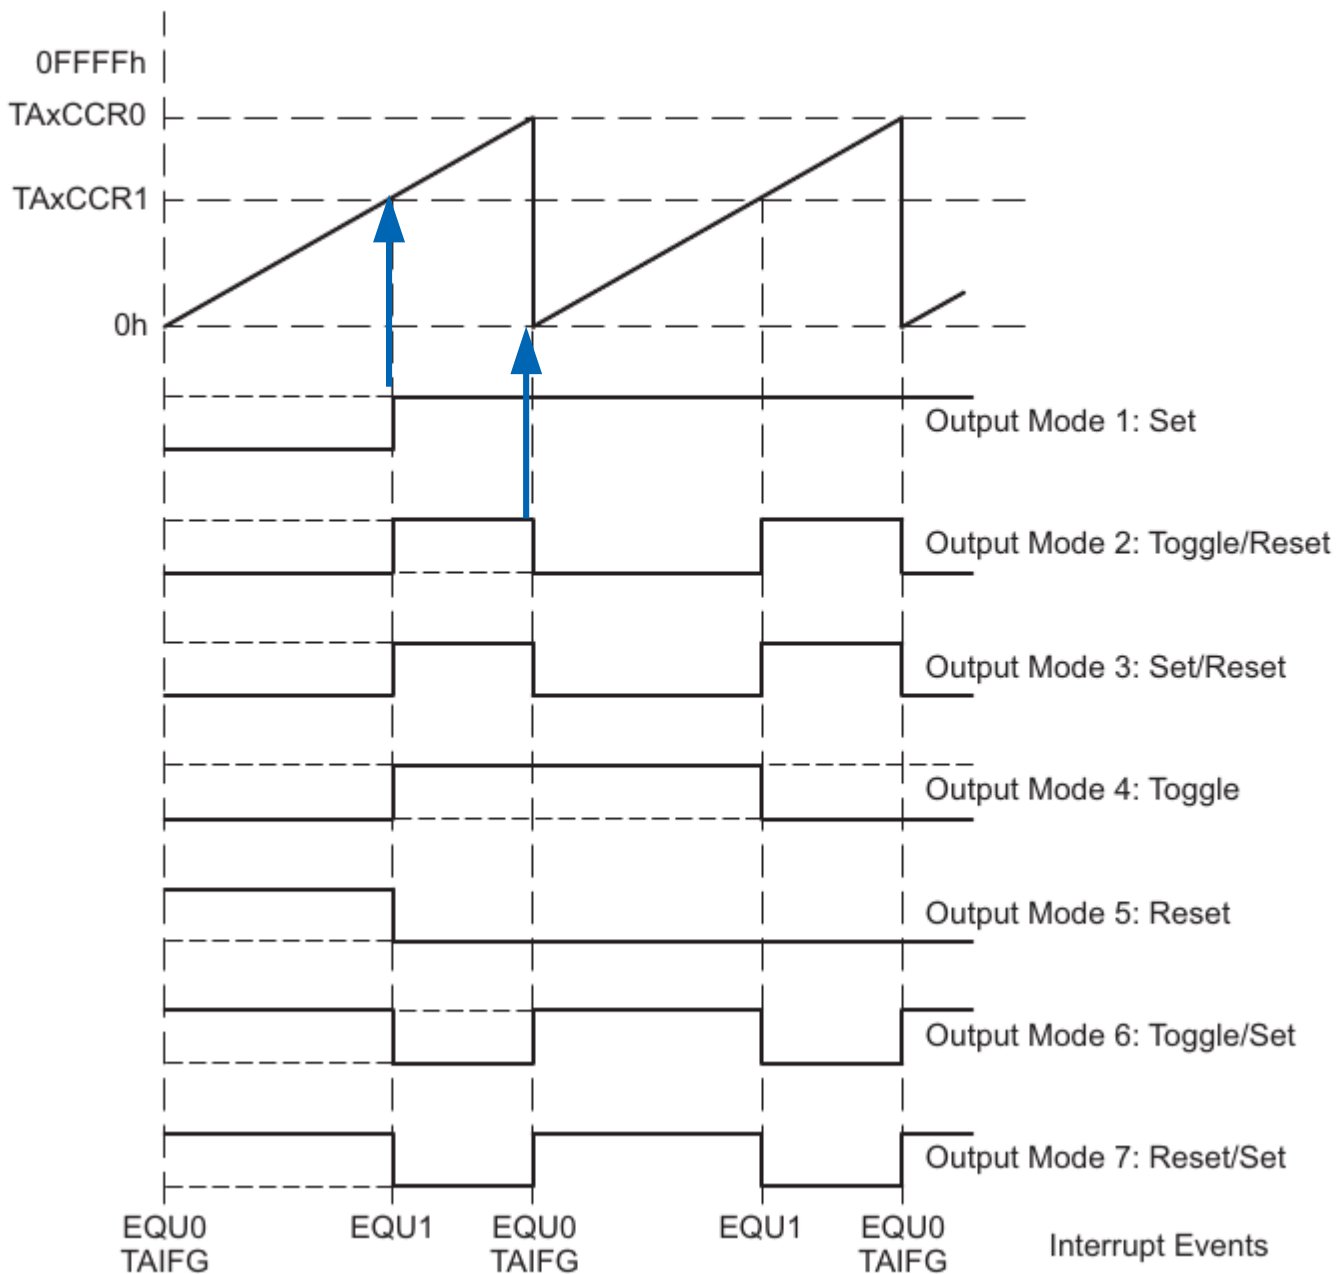 0FFFFh
TAxCCR0
TAxCCR1
0h
Output Mode 1: Set
Output Mode 2: Toggle/Reset
Output Mode 3: Set/Reset
Output Mode 4: Toggle
Output Mode 5: Reset
Output Mode 6: Toggle/Set
Output Mode 7: Reset/Set
EQU0 EQU1 EQU0 EQU1 EQU0
TAIFG TAIFG TAIFG
Interrupt Events